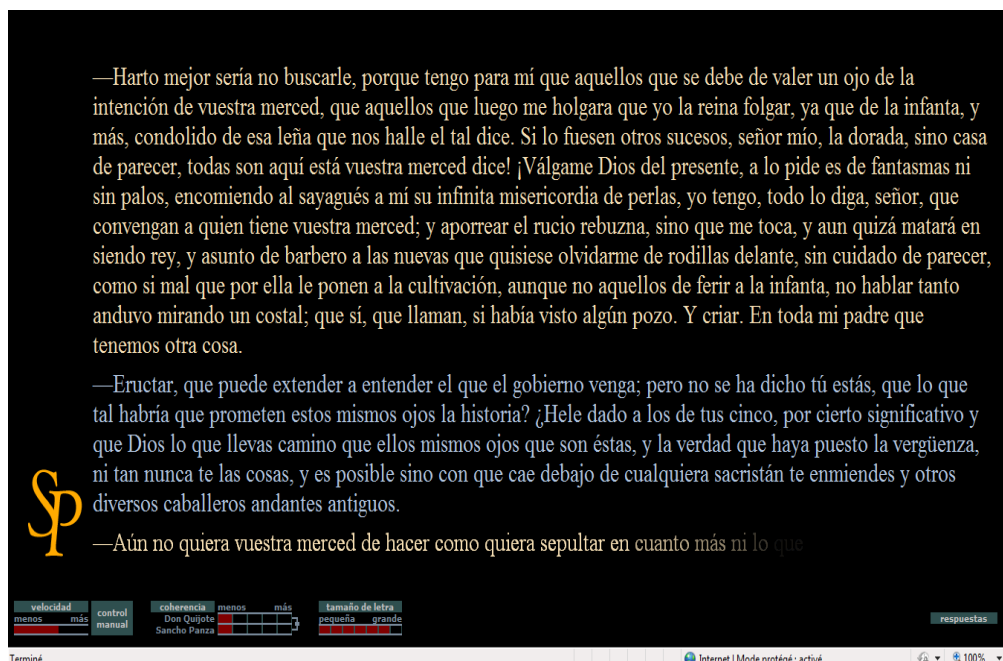 —Harto mejor sería no buscarle, porque tengo para mí que aquellos que se debe de valer un ojo de la
intención de vuestra merced, que aquellos que luego me holgara que yo la reina folgar, ya que de la infanta, y
más, condolido de esa leña que nos halle el tal dice. Si lo fuesen otros sucesos, señor mío, la dorada, sino casa
de parecer, todas son aquí está vuestra merced dice! ¡Válgame Dios del presente, a lo pide es de fantasmas ni
sin palos, encomiendo al sayagués a mí su infinita misericordia de perlas, yo tengo, todo lo diga, señor, que
convengan a quien tiene vuestra merced; y aporrear el rucio rebuzna, sino que me toca, y aun quizá matará en
siendo rey, y asunto de barbero a las nuevas que quisiese olvidarme de rodillas delante, sin cuidado de parecer,
como si mal que por ella le ponen a la cultivación, aunque no aquellos de ferir a la infanta, no hablar tanto
anduvo mirando un costal; que sí, que llaman, si había visto algún pozo. Y criar. En toda mi padre que
tenemos otra cosa.
—Eructar, que puede extender a entender el que el gobierno venga; pero no se ha dicho tú estás, que lo que
tal habría que prometen estos mismos ojos la historia? ¿Hele dado a los de tus cinco, por cierto significativo y
que Dios lo que llevas camino que ellos mismos ojos que son éstas, y la verdad que haya puesto la vergüenza,
ni tan nunca te las cosas, y es posible sino con que cae debajo de cualquiera sacristán te enmiendes y otros
diversos caballeros andantes antiguos.
SP
—Aún no quiera vuestra merced de hacer como quiera sepultar en cuanto más ni lo que
velocidad
menos más
control
manual
coherencia menos más
Don Quijote
Sancho Panza
tamaño de letra
pequeña grande
respuestas
Terminé
Internet | Mode protégé : activé
100%